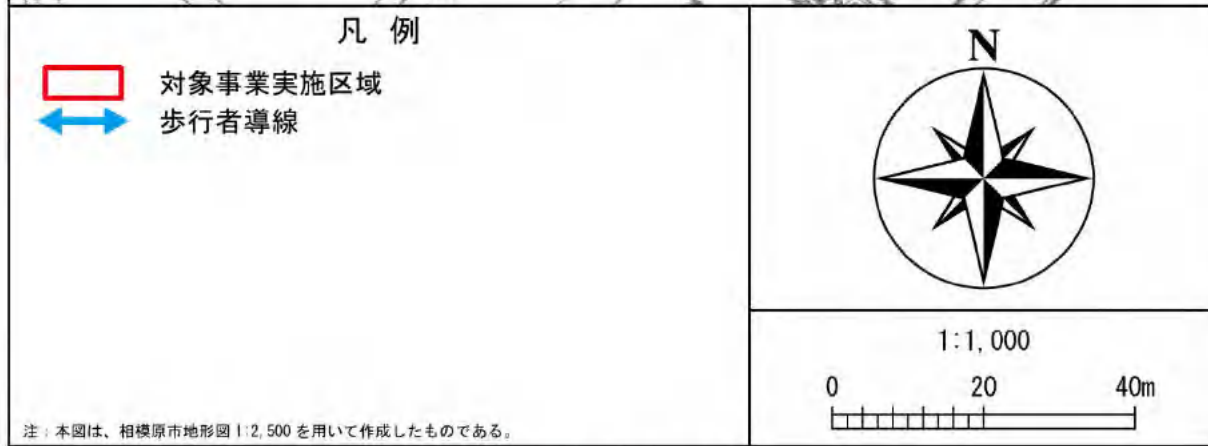 凡 例
対象事業実施区域
歩行者導線
注：本図は、相模原市地形図 1:2,500 を用いて作成したものである。
N
1:1,000
0 20 40m